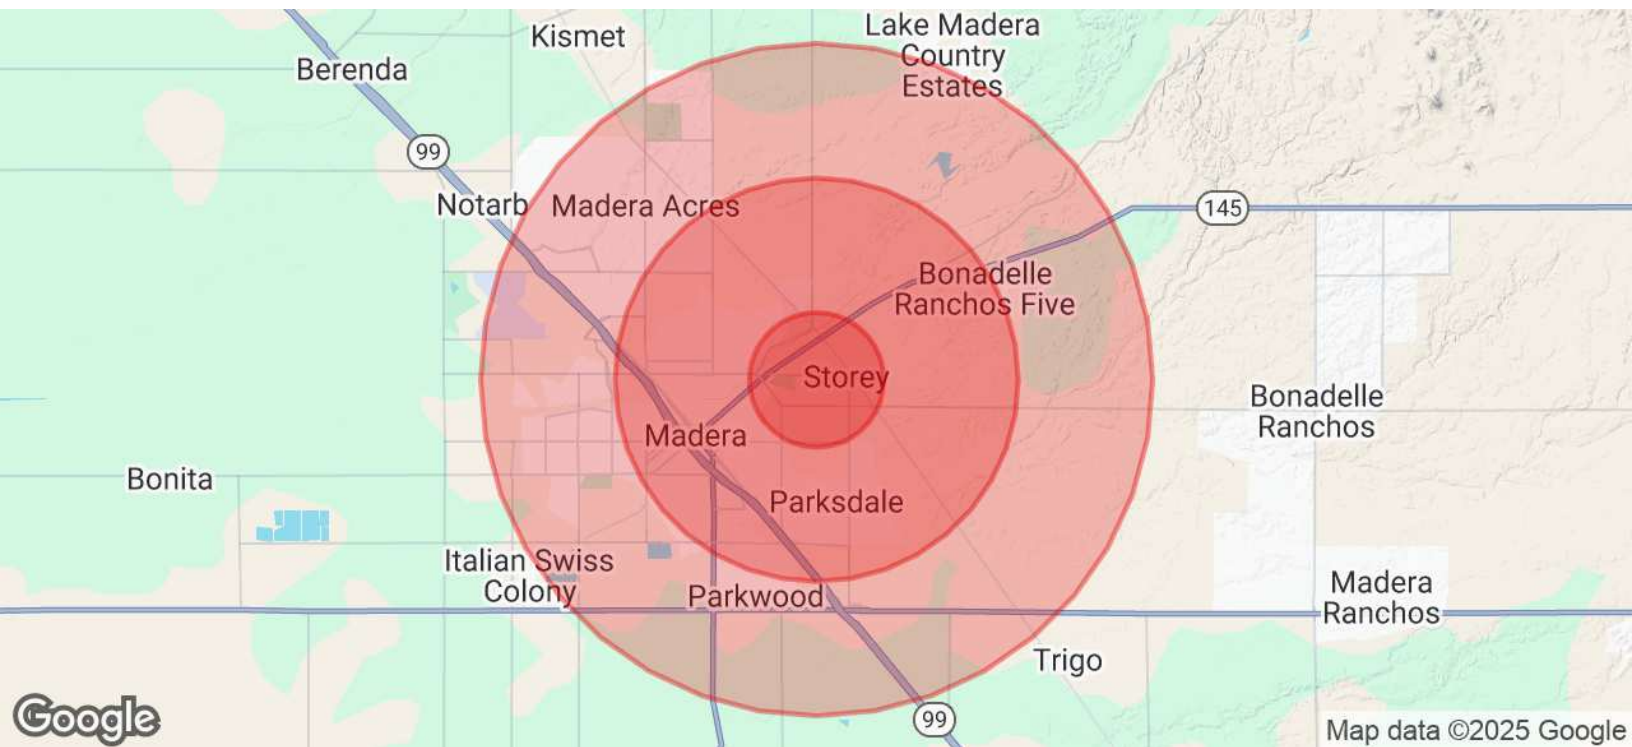 Kismet
Lake Madera
Country
Estates
Berenda
99
Notarb
Madera Acres
145
Bonadelle
Ranchos Five
Storey
Bonadelle
Ranchos
Madera
Bonita
Parksdale
Italian Swiss
Colony
Parkwood
Madera
Ranchos
Trigo
Google
99
Map data ©2025 Google